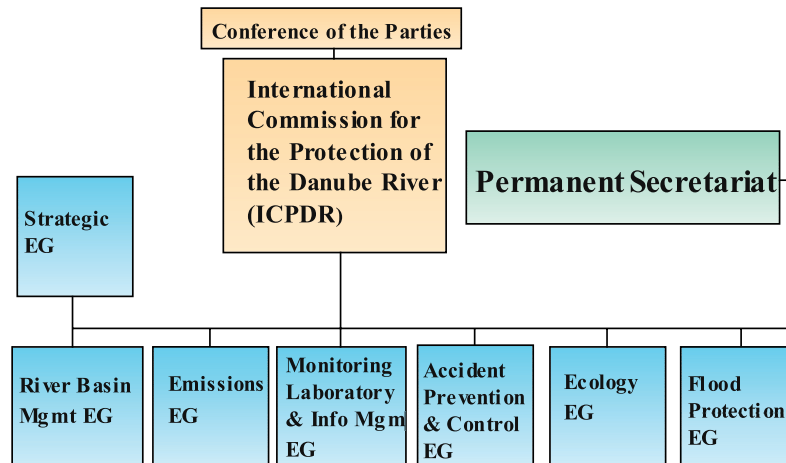 Conference of the Parties
International
Commission for
the Protection of
the Danube River
(ICPDR)
Permanent Secretariat
Strategic
EG
River Basin
Mgmt EG
Emissions
EG
Monitoring
Laboratory
& Info Mgm
EG
Accident
Prevention
& Control
EG
Ecology
EG
Flood
Protection
EG